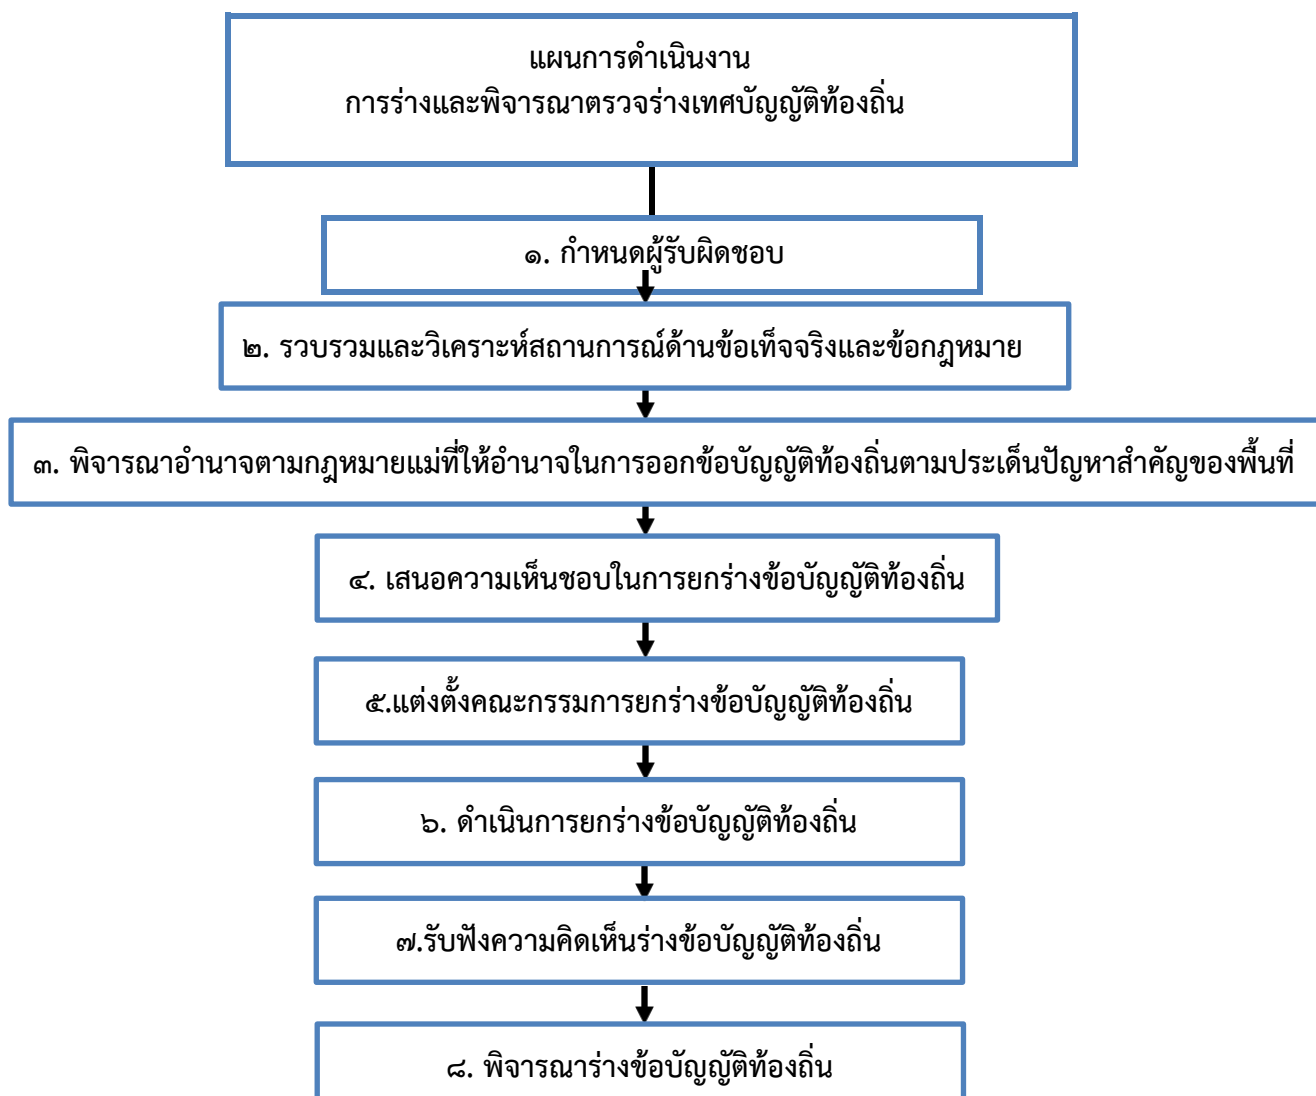 แผนการดำเนินงาน
การร่างและพิจารณาตรวจร่างเทศบัญญัติท้องถิ่น
๑. กำหนดผู้รับผิดชอบ
๒. รวบรวมและวิเคราะห์สถานการณ์ด้านข้อเท็จจริงและข้อกฎหมาย
๓. พิจารณาอำนาจตามกฎหมายแม่ที่ให้อำนาจในการออกข้อบัญญัติท้องถิ่นตามประเด็นปัญหาสำคัญของพื้นที่
๔. เสนอความเห็นชอบในการยกร่างข้อบัญญัติท้องถิ่น
๕.แต่งตั้งคณะกรรมการยกร่างข้อบัญญัติท้องถิ่น
๖. ดำเนินการยกร่างข้อบัญญัติท้องถิ่น
๗.รับฟังความคิดเห็นร่างข้อบัญญัติท้องถิ่น
๘. พิจารณาร่างข้อบัญญัติท้องถิ่น